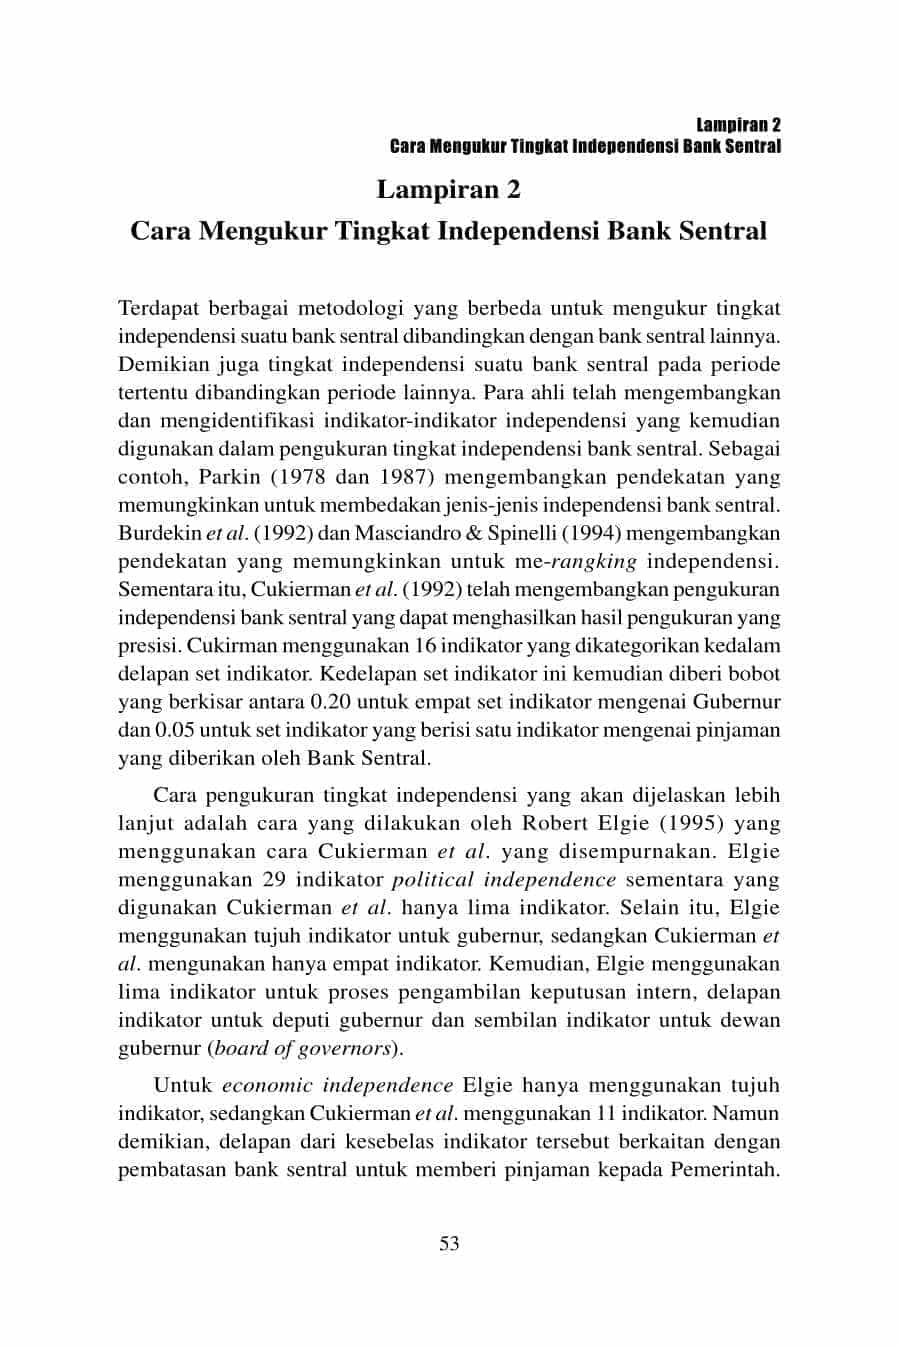 Lampiran 2
Cara Mengukur Tingkat Independensi Bank Sentral
Lampiran 2
Cara Mengukur Tingkat Independensi Bank Sentral
Terdapat berbagai metodologi yang berbeda untuk mengukur tingkat
independensi suatu bank sentral dibandingkan dengan bank sentral lainnya.
Demikian juga tingkat independensi suatu bank sentral pada periode
tertentu dibandingkan periode lainnya. Para ahli telah mengembangkan
dan mengidentifikasi indikator-indikator independensi yang kemudian
digunakan dalam pengukuran tingkat independensi bank sentral. Sebagai
contoh, Parkin (1978 dan 1987) mengembangkan pendekatan yang
memungkinkan untuk membedakan jenis-jenis independensi bank sentral.
Burdekin et al. (1992) dan Masciandro & Spinelli (1994) mengembangkan
pendekatan yang memungkinkan untuk me-rangking independensi.
Sementara itu, Cukierman et al. (1992) telah mengembangkan pengukuran
independensi bank sentral yang dapat menghasilkan hasil pengukuran yang
presisi. Cukirman menggunakan 16 indikator yang dikategorikan kedalam
delapan set indikator. Kedelapan set indikator ini kemudian diberi bobot
yang berkisar antara 0.20 untuk empat set indikator mengenai Gubernur
dan 0.05 untuk set indikator yang berisi satu indikator mengenai pinjaman
yang diberikan oleh Bank Sentral.
Cara pengukuran tingkat independensi yang akan dijelaskan lebih
lanjut adalah cara yang dilakukan oleh Robert Elgie (1995) yang
menggunakan cara Cukierman et al. yang disempurnakan. Elgie
menggunakan 29 indikator political independence sementara yang
digunakan Cukierman et al. hanya lima indikator. Selain itu, Elgie
menggunakan tujuh indikator untuk gubernur, sedangkan Cukierman et
al. mengunakan hanya empat indikator. Kemudian, Elgie menggunakan
lima indikator untuk proses pengambilan keputusan intern, delapan
indikator untuk deputi gubernur dan sembilan indikator untuk dewan
gubernur (board of governors).
Untuk economic independence Elgie hanya menggunakan tujuh
indikator, sedangkan Cukierman et al. menggunakan 11 indikator. Namun
demikian, delapan dari kesebelas indikator tersebut berkaitan dengan
pembatasan bank sentral untuk memberi pinjaman kepada Pemerintah.
53